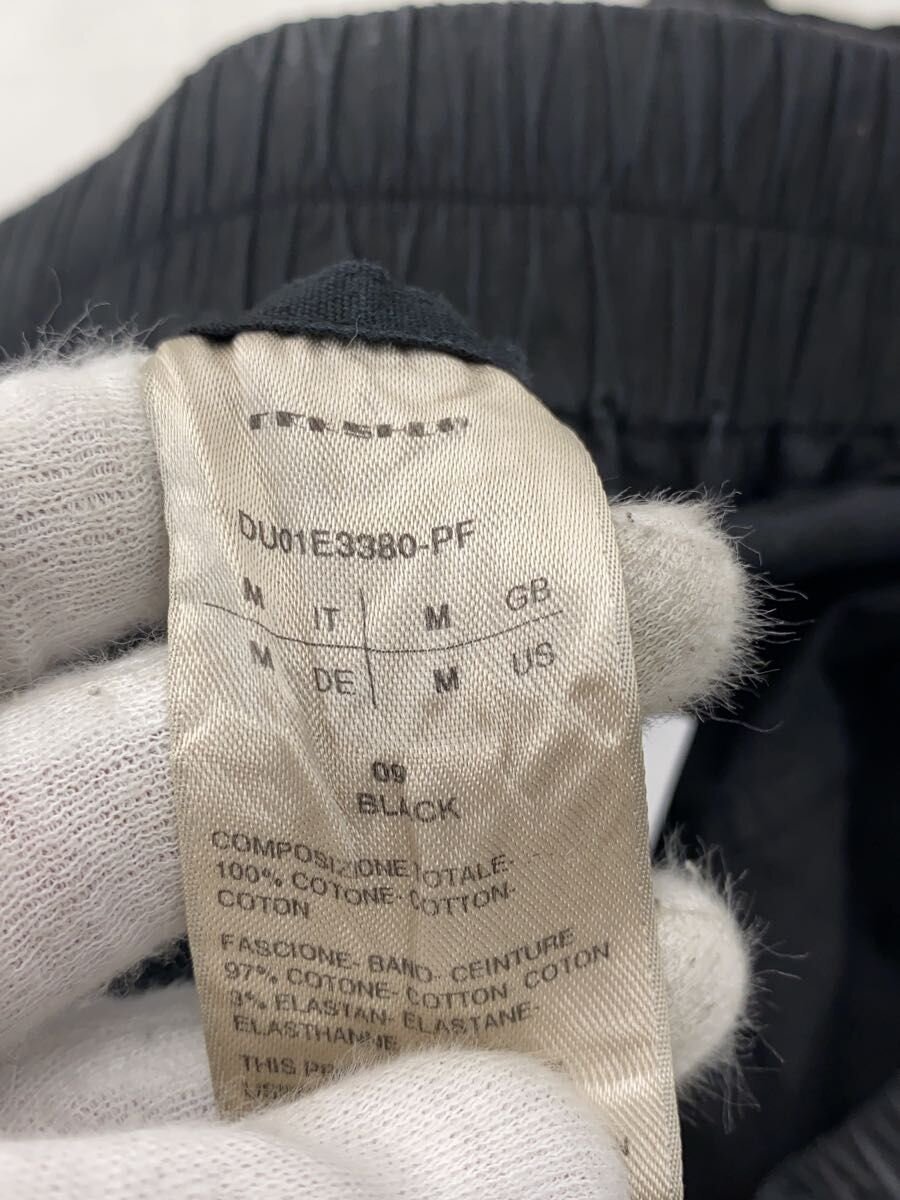 DU01E3380-PF
M IT M GB
M DE M US
09
BLACK
COMPOSIZIONE TOTALE-
100% COTONE- COTTON-
COTON
FASCIONE- BAND- CEINTURE
97% COTONE- COTTON COTON
3% ELASTAN- ELASTANE-
ELASTHANNE
THIS